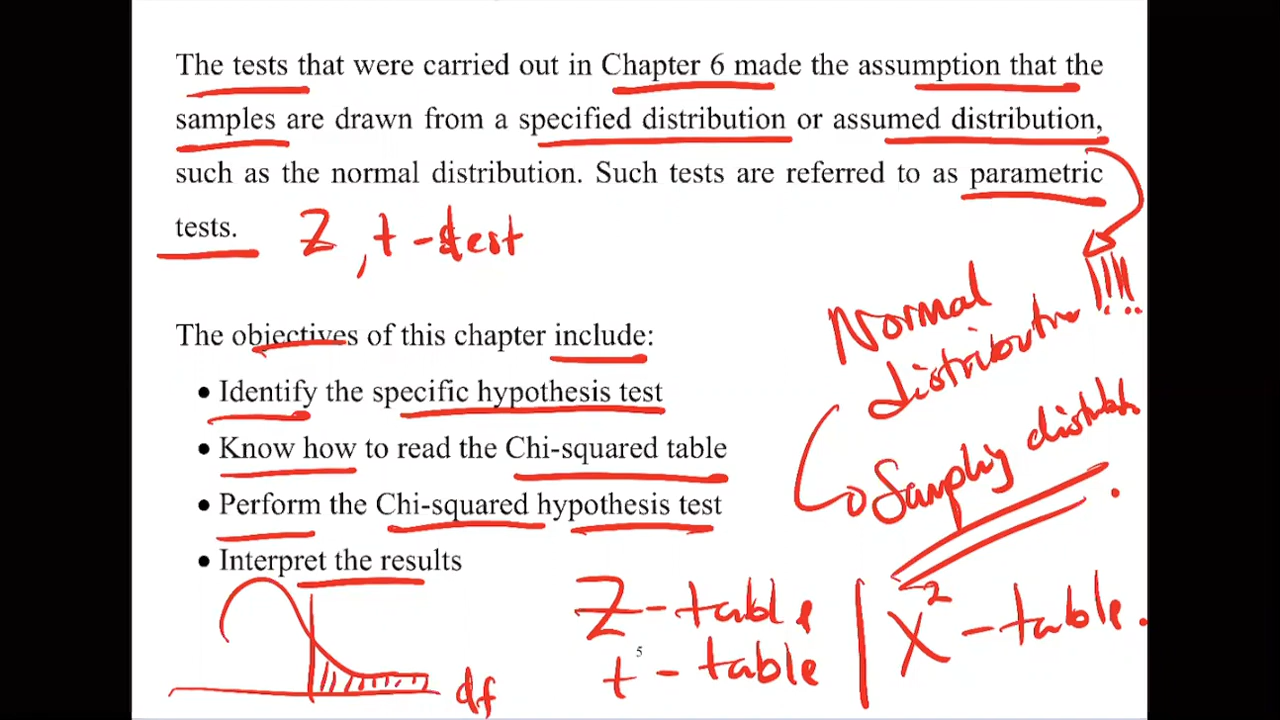 The tests that were carried out in Chapter 6 made the assumption that the
samples are drawn from a specified distribution or assumed distribution,
such as the normal distribution. Such tests are referred to as parametric
tests.
Z, t-test
Normal
distribution !!!!
Sampling distribution
The objectives of this chapter include:
• Identify the specific hypothesis test
• Know how to read the Chi-squared table
• Perform the Chi-squared hypothesis test
• Interpret the results
df
Z-table
t-table
X²-table.
5